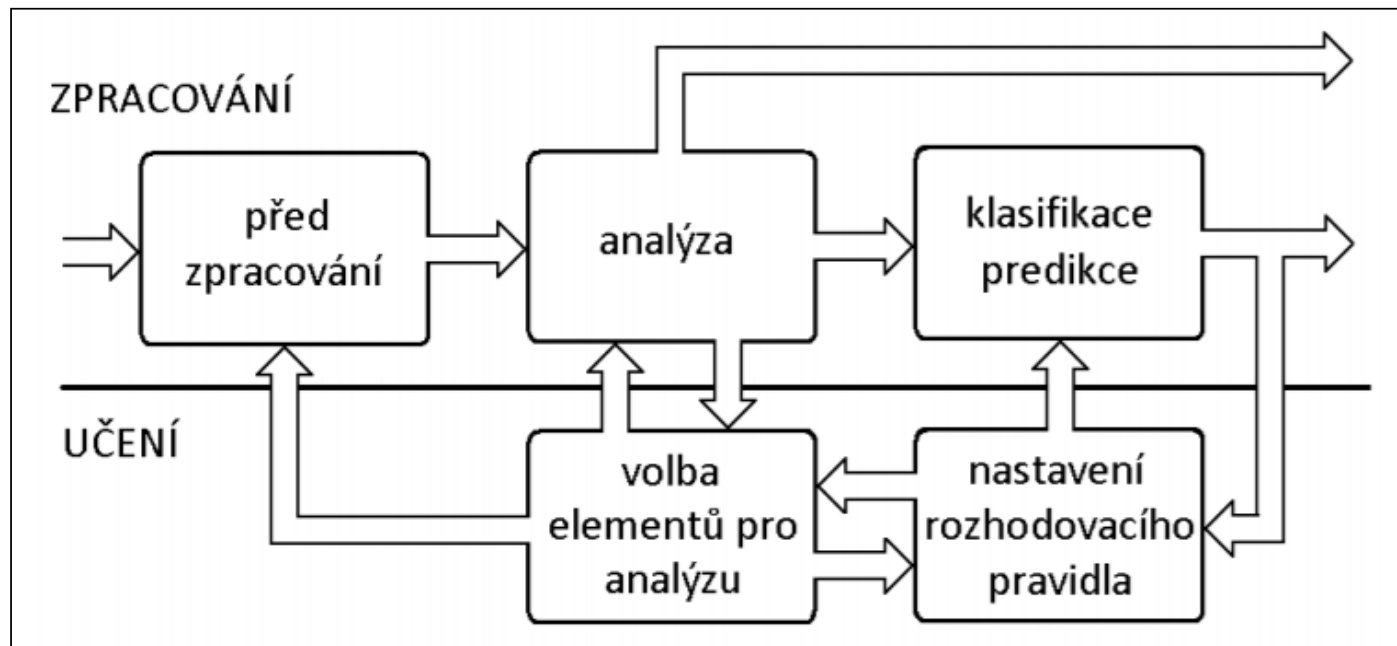 ZPRACOVÁNÍ
před
zpracování
analýza
klasifikace
predikce
UČENÍ
volba
elementů pro
analýzu
nastavení
rozhodovacího
pravidla